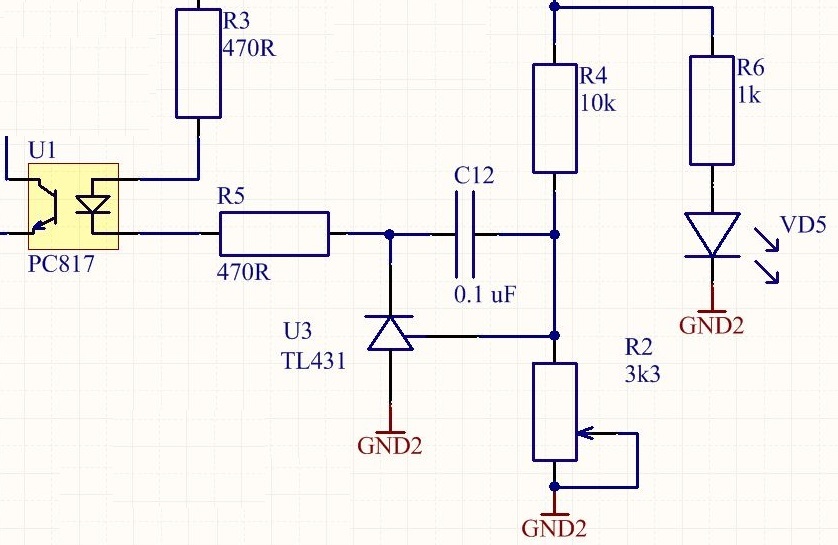 R3
470R
R4
10k
R6
1k
U1
PC817
R5
470R
C12
0.1 uF
VD5
GND2
U3
TL431
R2
3k3
GND2
GND2